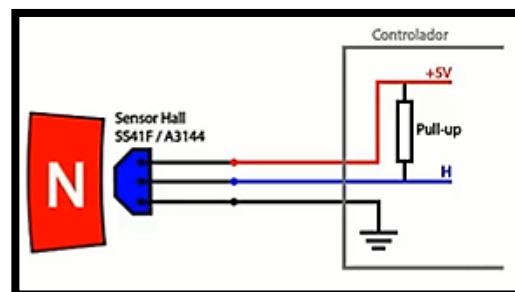 Controlador
+5V
Sensor Hall
SS41F / A3144
Pull-up
N
H